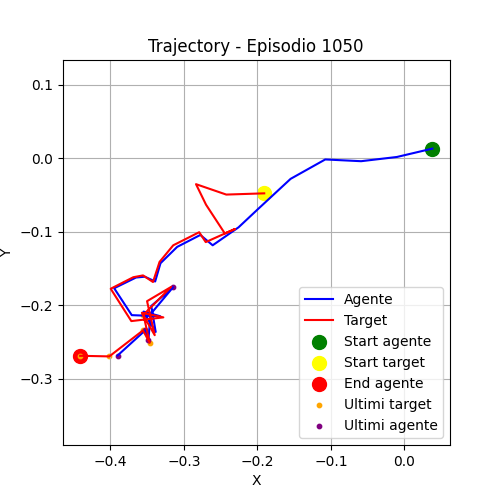 Trajectory - Episodio 1050
0.1
0.0
−0.1
−0.2
−0.3
Y
−0.4
−0.3
−0.2
−0.1
0.0
X
Agente
Target
Start agente
Start target
End agente
Ultimi target
Ultimi agente